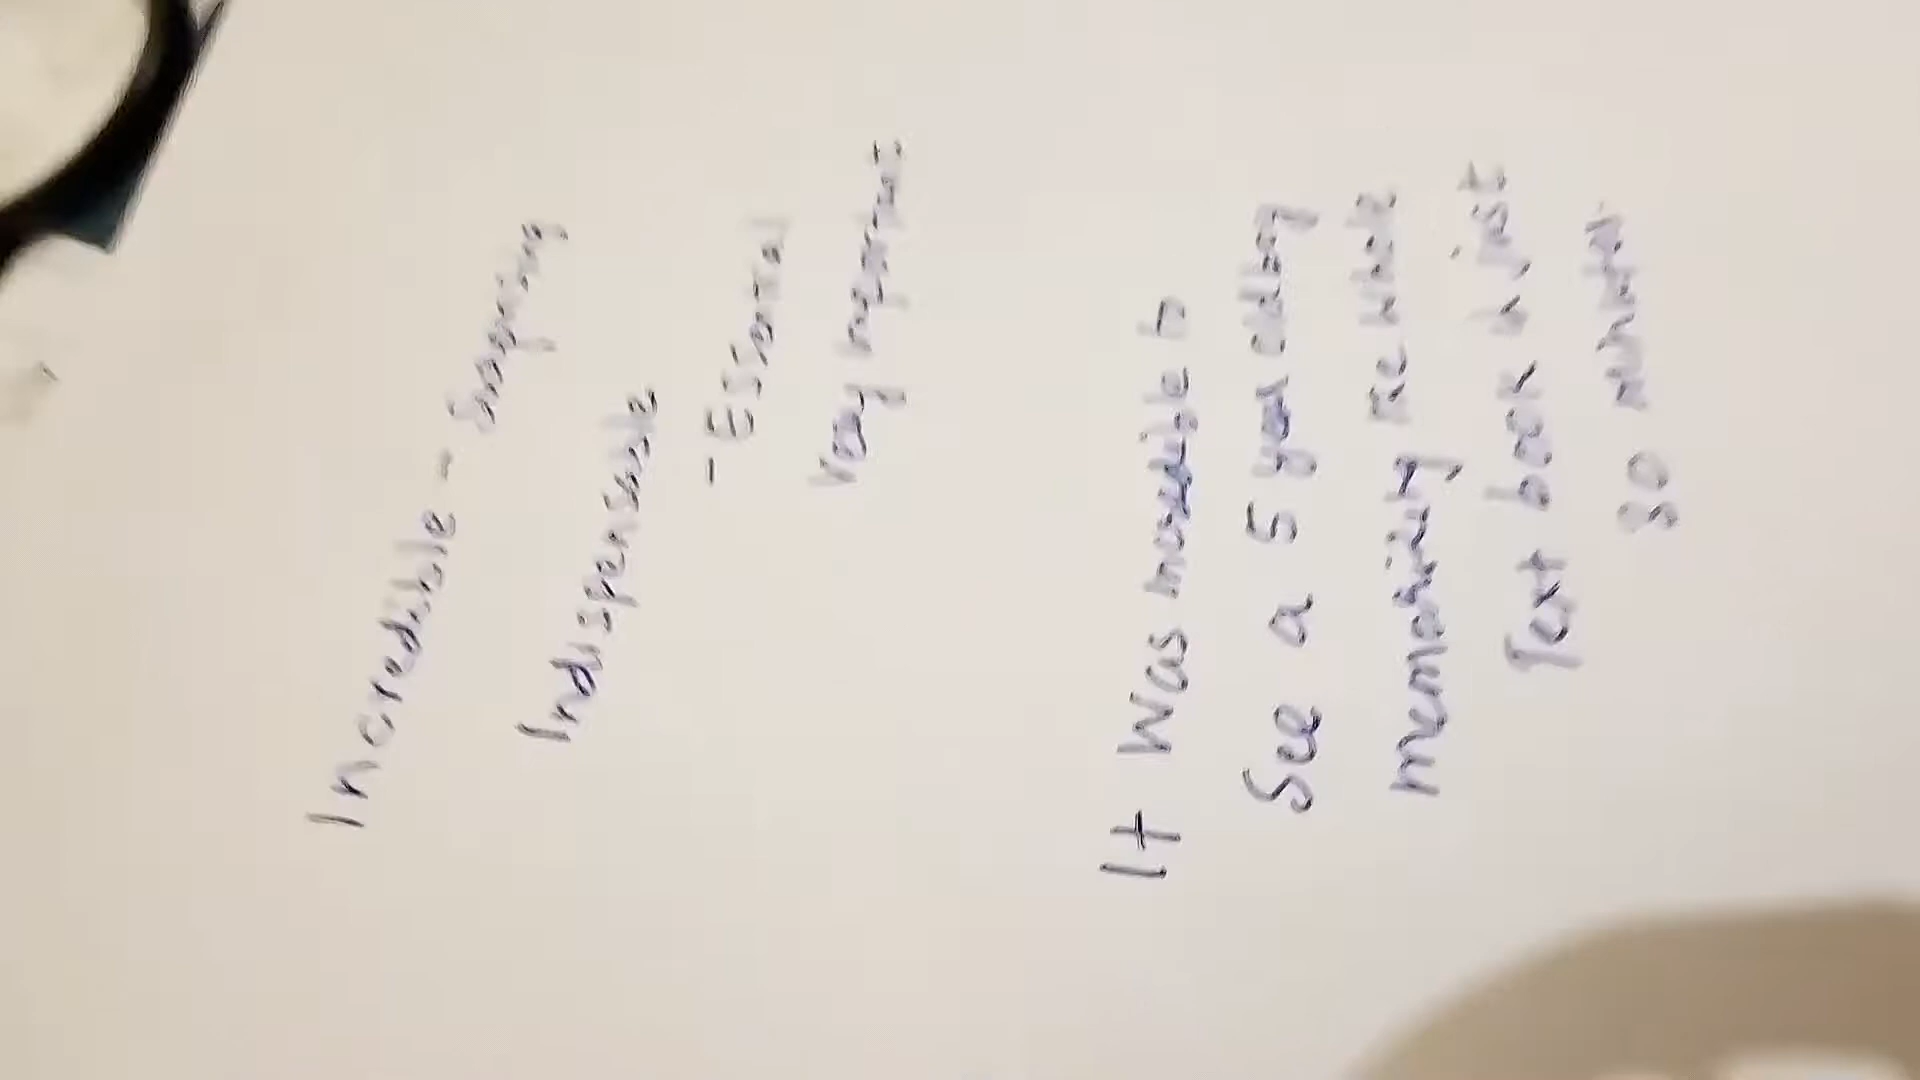 Incredible - Surprising
Indispensable
- Essential
Very Important
It Was incredible to
See a 5 year old boy
memorizing the whole
Text book in just
30 minutes